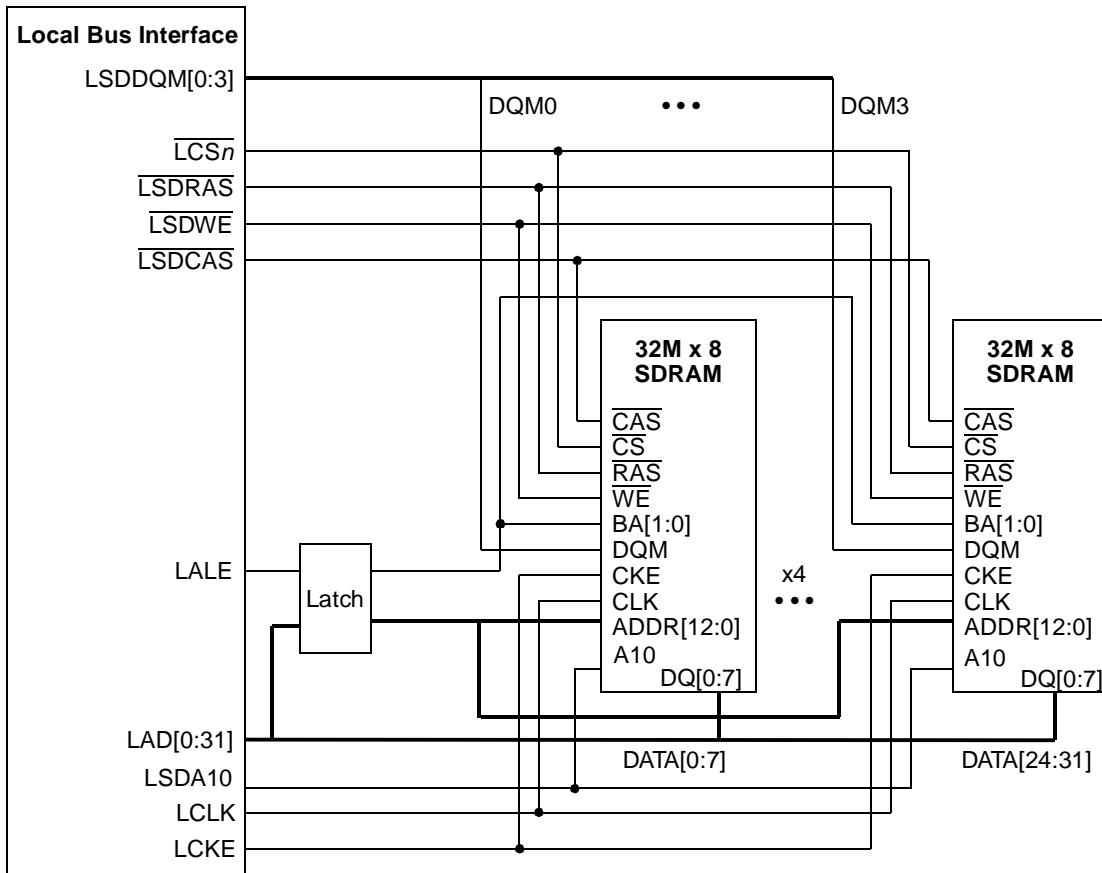 Local Bus Interface
LSDDQM[0:3]
DQM0
DQM3
LCSn
LSDRAS
LSDWE
LSDCAS
32M x 8
SDRAM
CAS
CS
RAS
WE
BA[1:0]
DQM
CKE
CLK
ADDR[12:0]
A10
DQ[0:7]
x4
32M x 8
SDRAM
CAS
CS
RAS
WE
BA[1:0]
DQM
CKE
CLK
ADDR[12:0]
A10
DQ[0:7]
LALE
Latch
LAD[0:31]
DATA[0:7]
DATA[24:31]
LSDA10
LCLK
LCKE